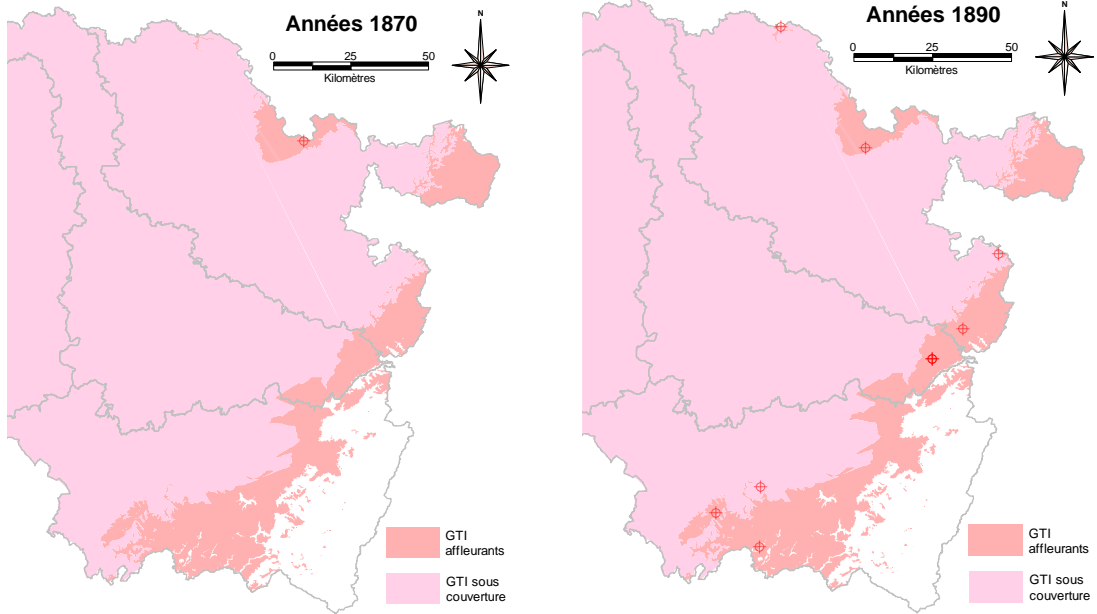 Années 1870
N
0 25 50
Kilomètres
GTI
affleurants
GTI sous
couverture
Années 1890
N
0 25 50
Kilomètres
GTI
affleurants
GTI sous
couverture